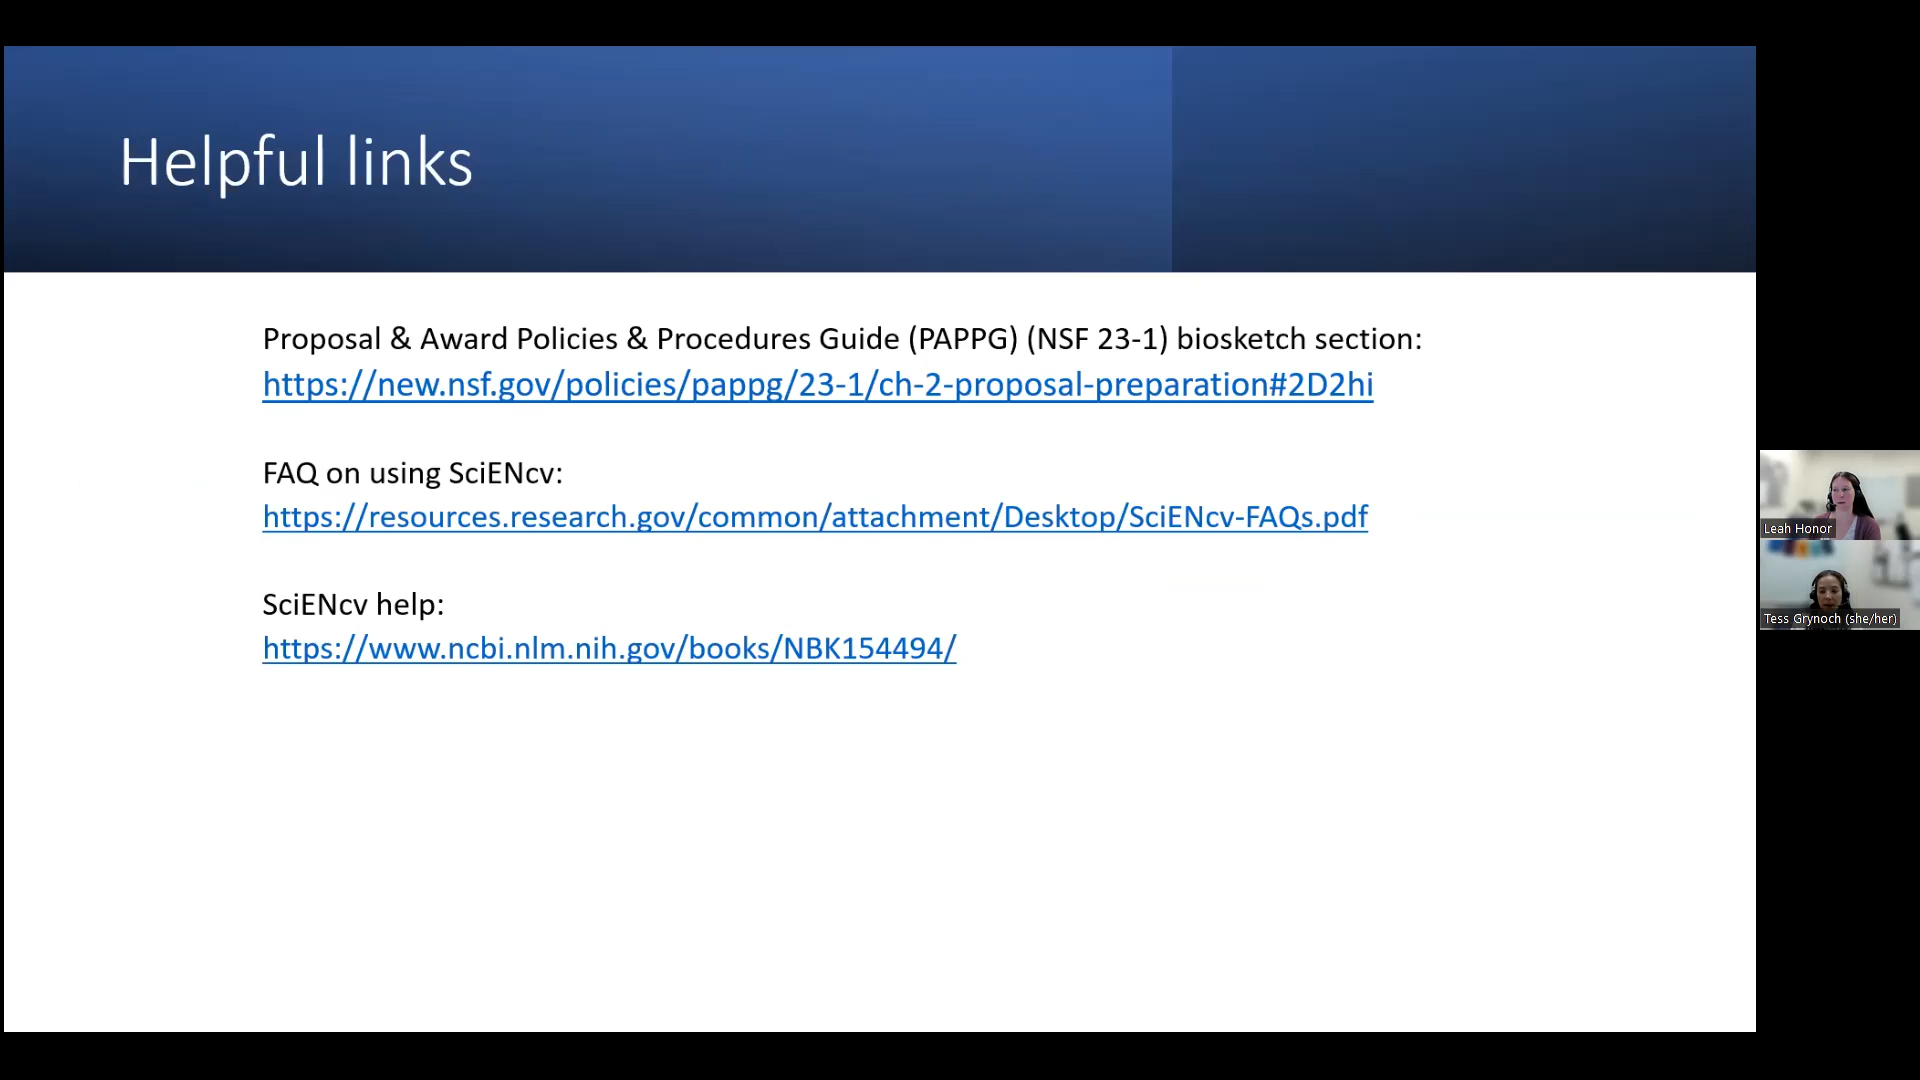 Helpful links
Proposal & Award Policies & Procedures Guide (PAPPG) (NSF 23-1) biosketch section:
https://new.nsf.gov/policies/pappg/23-1/ch-2-proposal-preparation#2D2hi
FAQ on using SciENcv:
https://resources.research.gov/common/attachment/Desktop/SciENcv-FAQs.pdf
SciENcv help:
https://www.ncbi.nlm.nih.gov/books/NBK154494/
Leah Honor
Tess Grynoch (she/her)